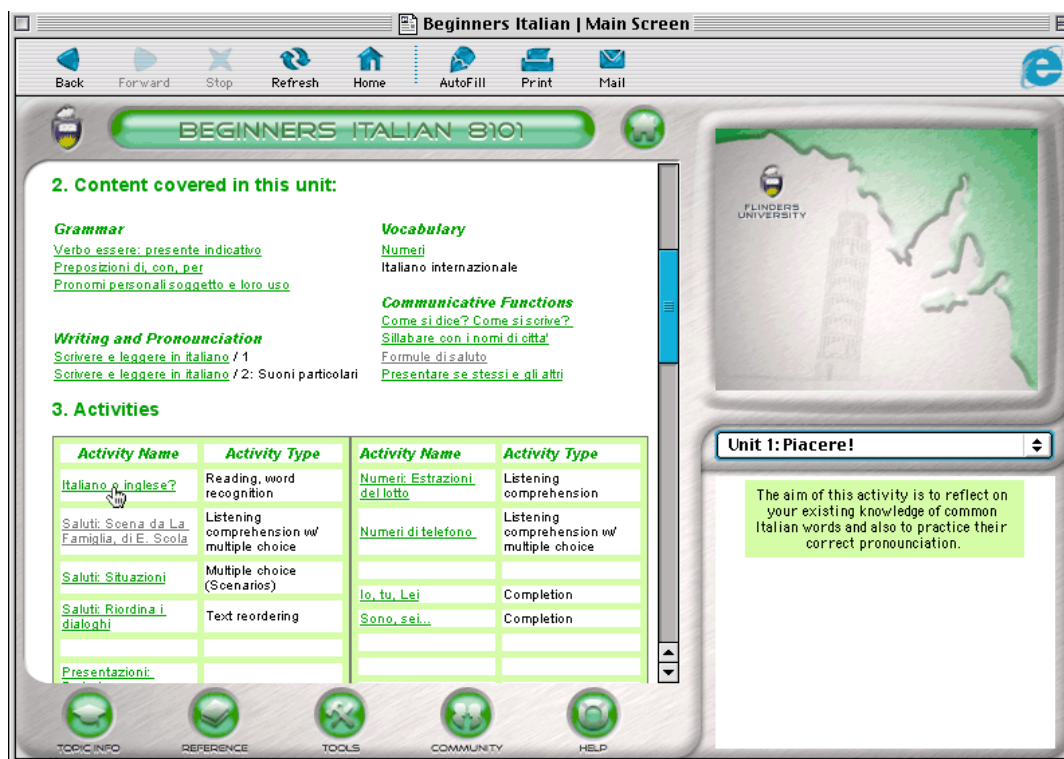 Beginners Italian | Main Screen
Back
Forward
Stop
Refresh
Home
AutoFill
Print
Mail
BEGINNERS ITALIAN 8101
2. Content covered in this unit:
Grammar
Verbo essere: presente indicativo
Preposizioni di, con, per
Pronomi personali soggetto e loro uso
Writing and Pronounciation
Scrivere e leggere in italiano / 1
Scrivere e leggere in italiano / 2: Suoni particolari
Vocabulary
Numeri
Italiano internazionale
Communicative Functions
Come si dice? Come si scrive?
Sillabare con i nomi di citta'
Formule di saluto
Presentare se stessi e gli altri
3. Activities
Activity Name Activity Type Activity Name Activity Type
Italiano o inglese?
Reading, word
recognition
Numeri: Estrazioni
del lotto
Listening
comprehension
Saluti: Scena da La
Famiglia, di E. Scola
Listening
comprehension w/
multiple choice
Numeri di telefono
Listening
comprehension w/
multiple choice
Saluti: Situazioni
Multiple choice
(Scenarios)
Io, tu, Lei
Completion
Saluti: Riordina i
dialoghi
Text reordering
Sono, sei...
Completion
Presentazioni:
TOPIC INFO
REFERENCE
TOOLS
COMMUNITY
HELP
FLINDERS
UNIVERSITY
Unit 1: Piacere!
The aim of this activity is to reflect on
your existing knowledge of common
Italian words and also to practice their
correct pronounciation.